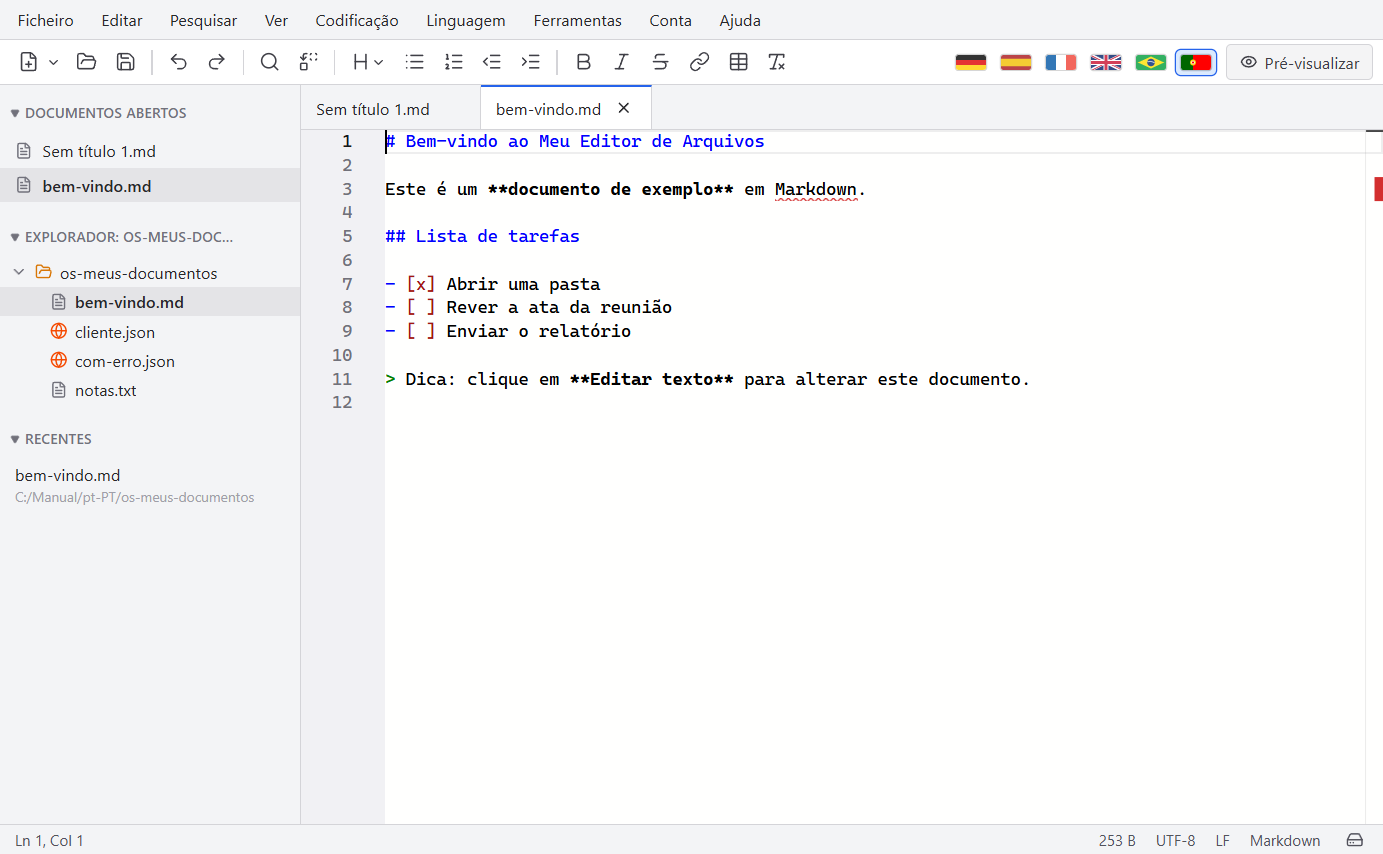 Ficheiro Editar Pesquisar Ver Codificação Linguagem Ferramentas Conta Ajuda
Pré-visualizar
DOCUMENTOS ABERTOS
Sem título 1.md
bem-vindo.md
EXPLORADOR: OS-MEUS-DOC...
os-meus-documentos
bem-vindo.md
cliente.json
com-erro.json
notas.txt
RECENTES
bem-vindo.md
C:/Manual/pt-PT/os-meus-documentos
Sem título 1.md bem-vindo.md
1 # Bem-vindo ao Meu Editor de Arquivos
2
3 Este é um **documento de exemplo** em Markdown.
4
5 ## Lista de tarefas
6
7 - [x] Abrir uma pasta
8 - [ ] Rever a ata da reunião
9 - [ ] Enviar o relatório
10
11 > Dica: clique em **Editar texto** para alterar este documento.
12
Ln 1, Col 1 253 B UTF-8 LF Markdown